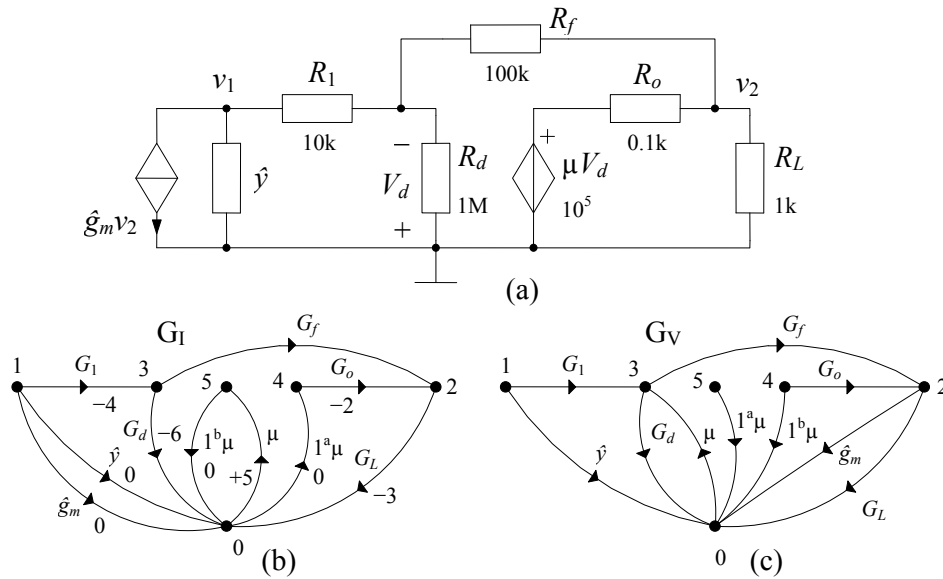 R_f
100k
v_1
R_1
10k
R_o
0.1k
v_2
ŷ
−
V_d
+
R_d
1M
+
μV_d
10^5
R_L
1k
ĝ_m v_2
(a)
G_I
G_f
1
G_1
−4
3
5
4
G_o
−2
2
G_d
−6
1^b μ
0
μ
+5
1^a μ
0
G_L
−3
ŷ
0
ĝ_m
0
0
(b)
G_V
G_f
1
G_1
3
5
4
G_o
2
ŷ
G_d
μ
1^a μ
1^b μ
ĝ_m
G_L
0
(c)